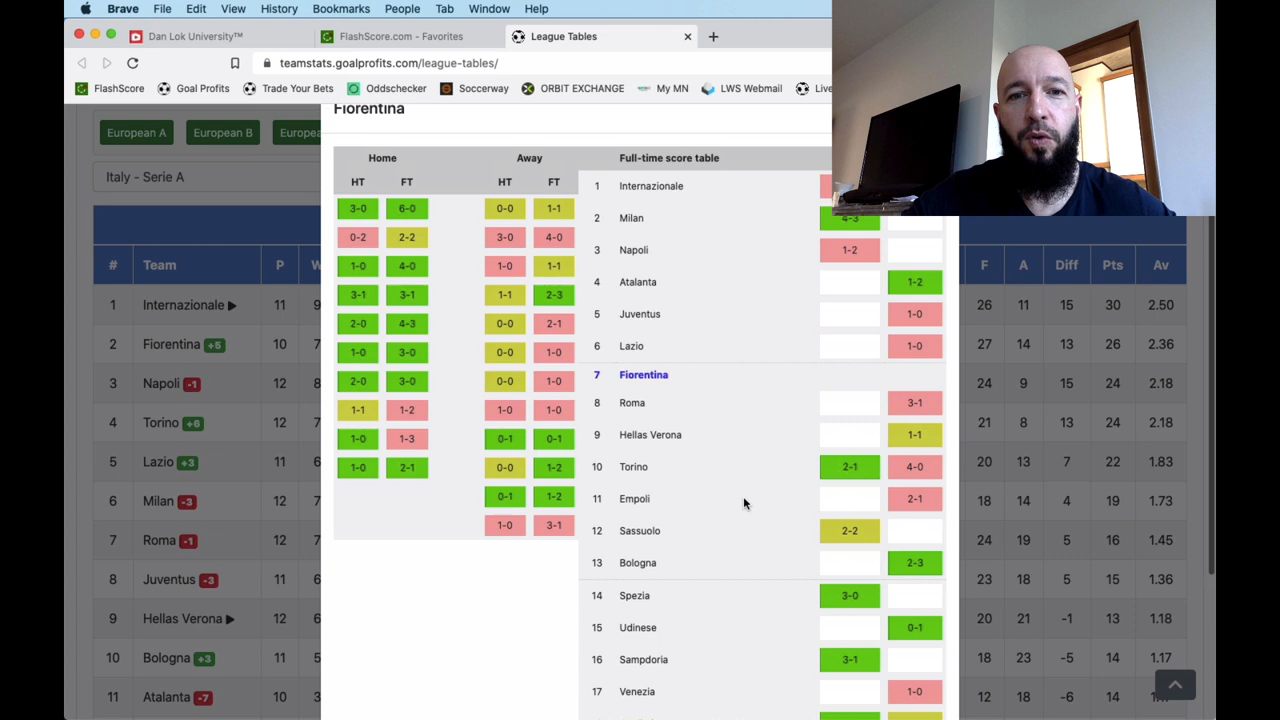 Brave File Edit View History Bookmarks People Tab Window Help
Dan Lok University™ FlashScore.com - Favorites League Tables
teamstats.goalprofits.com/league-tables/
FlashScore Goal Profits Trade Your Bets Oddschecker Soccerway ORBIT EXCHANGE My MN LWS Webmail Live
Fiorentina
European A European B Europea
Italy - Serie A
Home Away Full-time score table
HT FT HT FT
3-0 6-0 0-0 1-1
0-2 2-2 3-0 4-0
1-0 4-0 1-0 1-1
3-1 3-1 1-1 2-3
2-0 4-3 0-0 2-1
1-0 3-0 0-0 1-0
2-0 3-0 0-0 1-0
1-1 1-2 1-0 1-0
1-0 1-3 0-1 0-1
1-0 2-1 0-0 1-2
0-1 1-2
1-0 3-1
1 Internazionale
2 Milan 4-3
3 Napoli 1-2
4 Atalanta 1-2
5 Juventus 1-0
6 Lazio 1-0
7 Fiorentina
8 Roma 3-1
9 Hellas Verona 1-1
10 Torino 2-1 4-0
11 Empoli 2-1
12 Sassuolo 2-2
13 Bologna 2-3
14 Spezia 3-0
15 Udinese 0-1
16 Sampdoria 3-1
17 Venezia 1-0
# Team P W F A Diff Pts Av
1 Internazionale 11 9 26 11 15 30 2.50
2 Fiorentina +5 10 7 27 14 13 26 2.36
3 Napoli -1 12 8 24 9 15 24 2.18
4 Torino +6 12 7 21 8 13 24 2.18
5 Lazio +3 11 6 20 13 7 22 1.83
6 Milan -3 12 7 18 14 4 19 1.73
7 Roma -1 12 7 24 19 5 16 1.45
8 Juventus -3 11 6 23 18 5 15 1.36
9 Hellas Verona 12 6 20 21 -1 13 1.18
10 Bologna +3 11 5 18 23 -5 14 1.17
11 Atalanta -7 10 3 12 18 -6 14